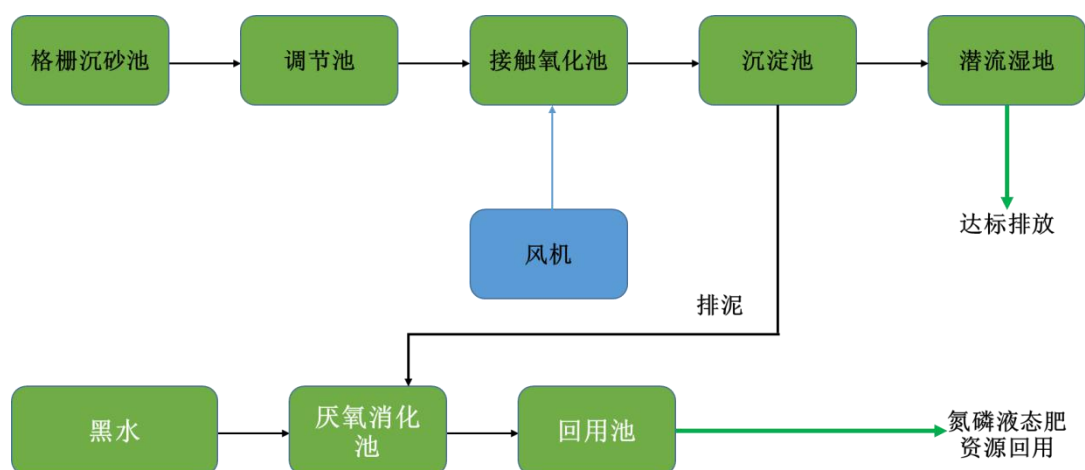 格栅沉砂池
调节池
接触氧化池
沉淀池
潜流湿地
风机
达标排放
排泥
黑水
厌氧消化
池
回用池
氮磷液态肥
资源回用